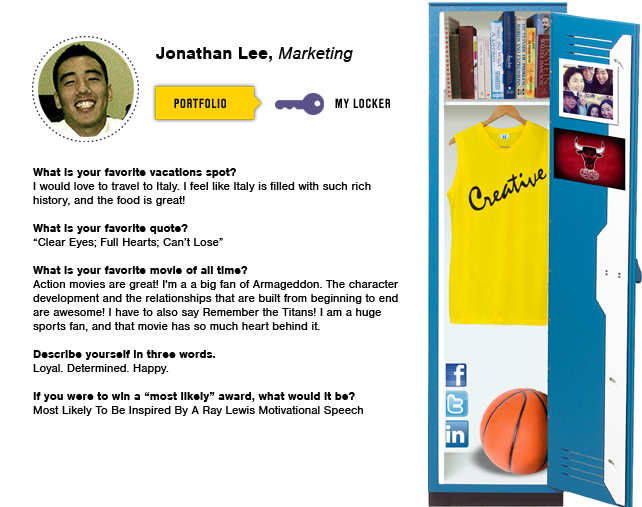 Jonathan Lee, Marketing
PORTFOLIO
MY LOCKER
What is your favorite vacations spot?
I would love to travel to Italy. I feel like Italy is filled with such rich
history, and the food is great!
What is your favorite quote?
“Clear Eyes; Full Hearts; Can’t Lose”
What is your favorite movie of all time?
Action movies are great! I'm a a big fan of Armageddon. The character
development and the relationships that are built from beginning to end
are awesome! I have to also say Remember the Titans! I am a huge
sports fan, and that movie has so much heart behind it.
Describe yourself in three words.
Loyal. Determined. Happy.
If you were to win a “most likely” award, what would it be?
Most Likely To Be Inspired By A Ray Lewis Motivational Speech
Creative
f
t
in